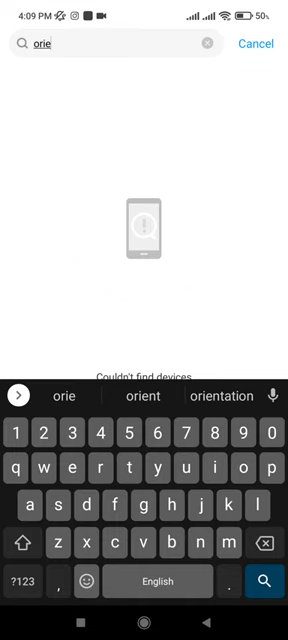 4:09 PM
50%
orie
Cancel
Couldn't find devices
orie orient orientation
1 2 3 4 5 6 7 8 9 0
q w e r t y u i o p
a s d f g h j k l
z x c v b n m
?123 , English .